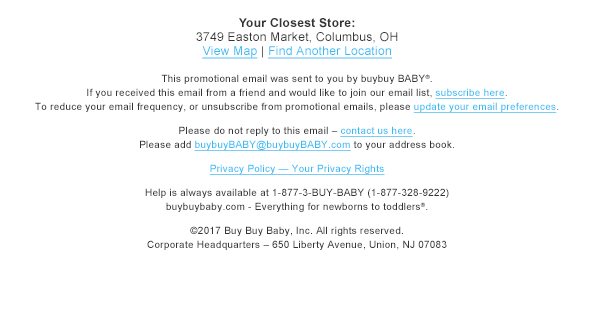 Your Closest Store:
3749 Easton Market, Columbus, OH
View Map | Find Another Location
This promotional email was sent to you by buybuy BABY®.
If you received this email from a friend and would like to join our email list, subscribe here.
To reduce your email frequency, or unsubscribe from promotional emails, please update your email preferences.
Please do not reply to this email – contact us here.
Please add buybuyBABY@buybuyBABY.com to your address book.
Privacy Policy — Your Privacy Rights
Help is always available at 1-877-3-BUY-BABY (1-877-328-9222)
buybuybaby.com - Everything for newborns to toddlers®.
©2017 Buy Buy Baby, Inc. All rights reserved.
Corporate Headquarters – 650 Liberty Avenue, Union, NJ 07083